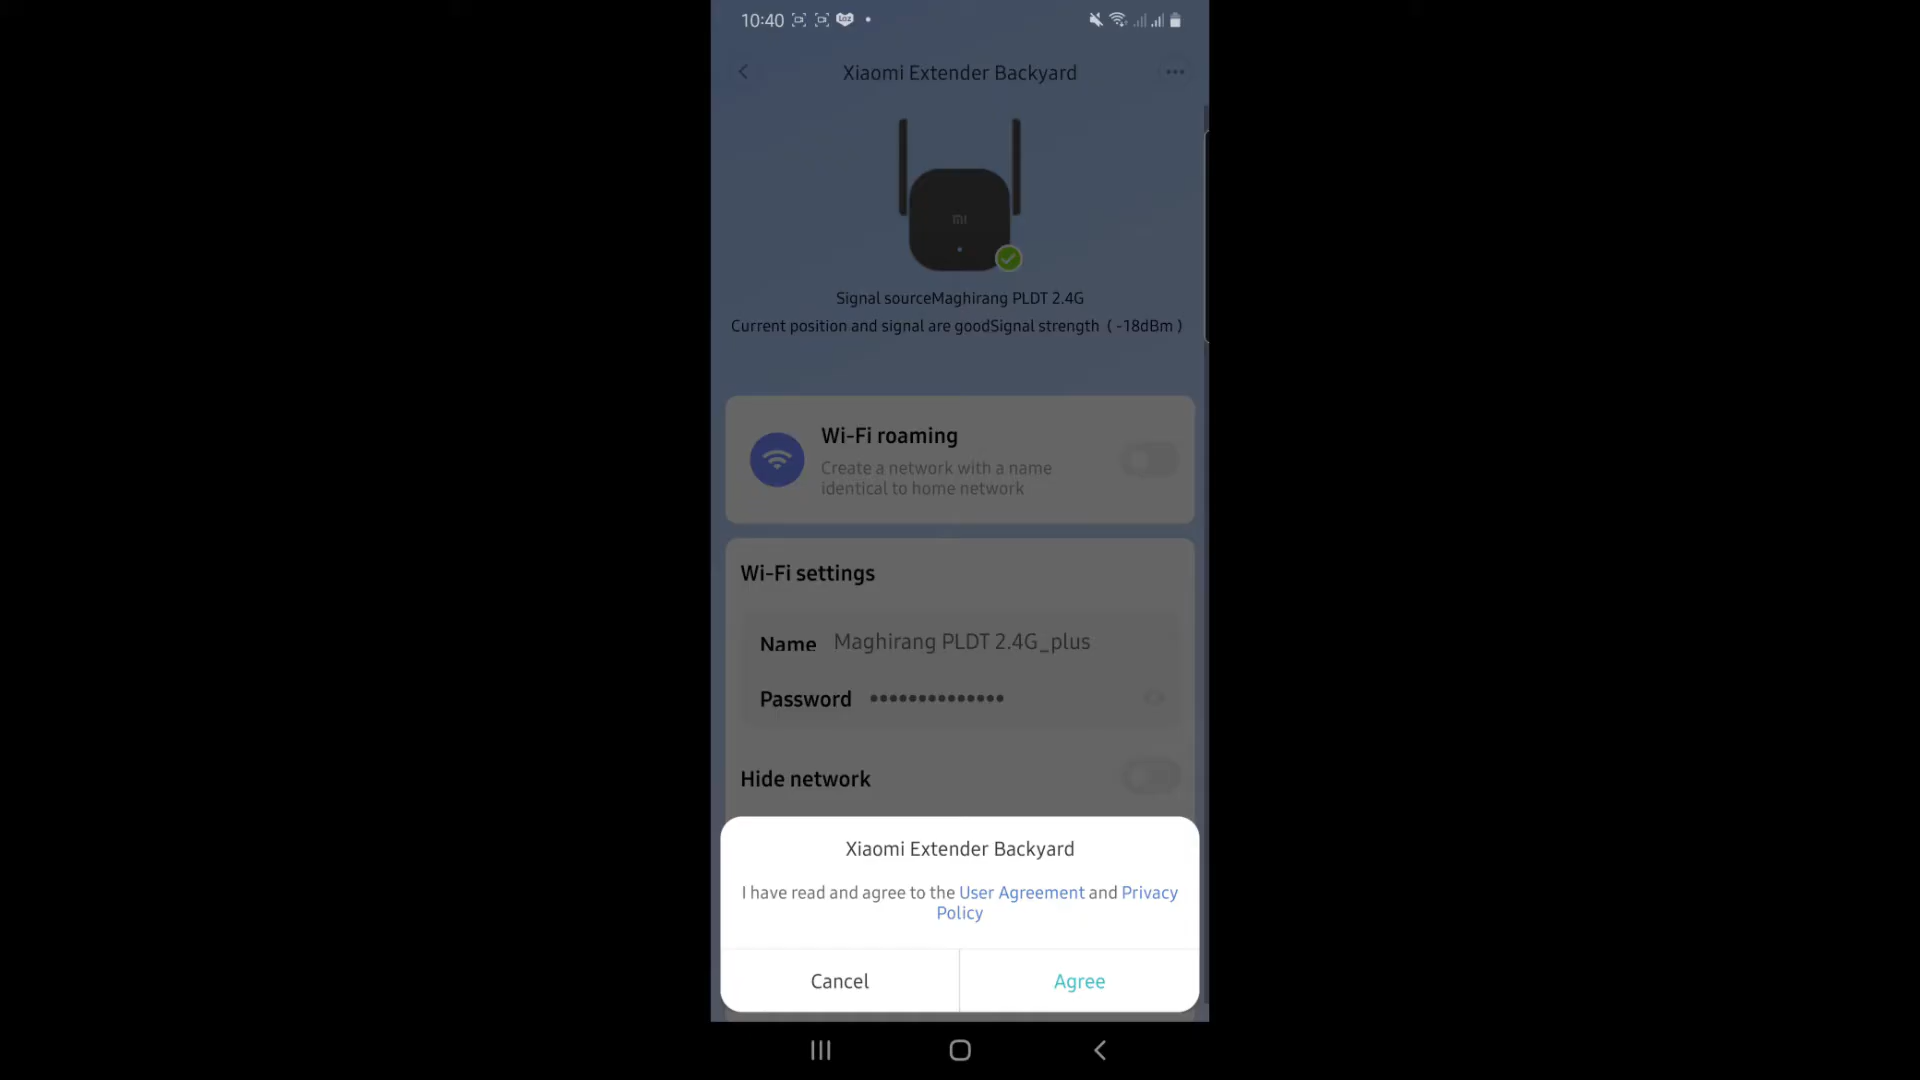 10:40
Xiaomi Extender Backyard
mi
Signal sourceMaghirang PLDT 2.4G
Current position and signal are goodSignal strength ( -18dBm )
Wi-Fi roaming
Create a network with a name
identical to home network
Wi-Fi settings
Name Maghirang PLDT 2.4G_plus
Password ••••••••••••••
Hide network
Xiaomi Extender Backyard
I have read and agree to the User Agreement and Privacy
Policy
Cancel Agree